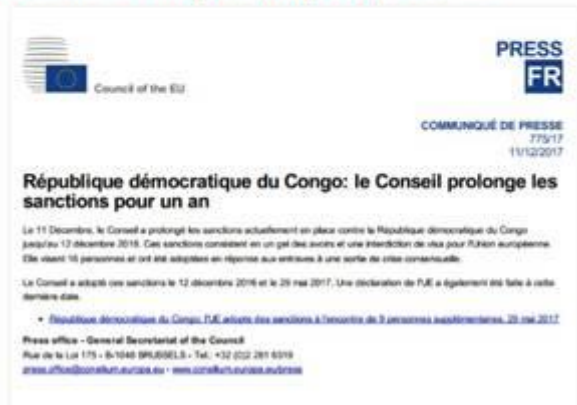 Council of the EU
PRESS
FR
COMMUNIQUÉ DE PRESSE
775/17
11/12/2017
République démocratique du Congo: le Conseil prolonge les
sanctions pour un an
Le 11 Décembre, le Conseil a prolongé les sanctions actuellement en place contre la République démocratique du Congo
jusqu'au 12 décembre 2018. Ces sanctions consistent en un gel des avoirs et une interdiction de visa pour l'Union européenne.
Elle visent 16 personnes et ont été adoptées en réponse aux entraves à une sortie de crise consensuelle.
Le Conseil a adopté ces sanctions le 12 décembre 2016 et le 29 mai 2017. Une déclaration de l'UE a également été faite à cette
dernière date.
• République démocratique du Congo: l'UE adopte des sanctions à l'encontre de 9 personnes supplémentaires, 29 mai 2017
Press office - General Secretariat of the Council
Rue de la Loi 175 - B-1048 BRUSSELS - Tel.: +32 (0)2 281 6319
press.office@consilium.europa.eu - www.consilium.europa.eu/press